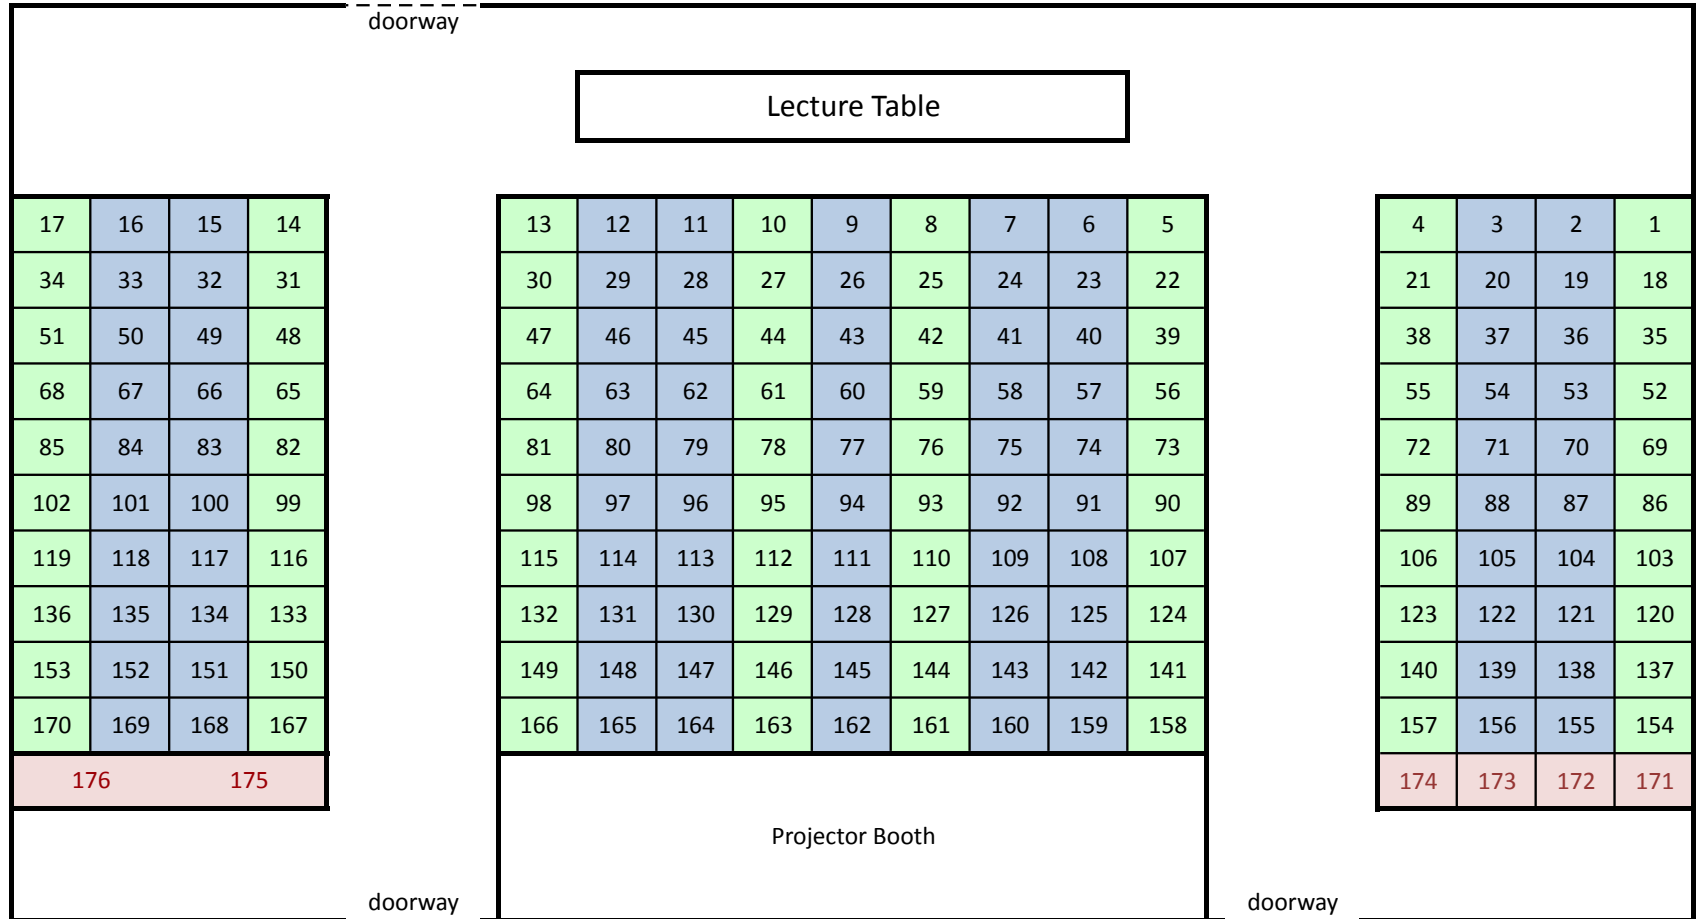 doorway
Lecture Table
17 16 15 14 13 12 11 10 9 8 7 6 5 4 3 2 1
34 33 32 31 30 29 28 27 26 25 24 23 22 21 20 19 18
51 50 49 48 47 46 45 44 43 42 41 40 39 38 37 36 35
68 67 66 65 64 63 62 61 60 59 58 57 56 55 54 53 52
85 84 83 82 81 80 79 78 77 76 75 74 73 72 71 70 69
102 101 100 99 98 97 96 95 94 93 92 91 90 89 88 87 86
119 118 117 116 115 114 113 112 111 110 109 108 107 106 105 104 103
136 135 134 133 132 131 130 129 128 127 126 125 124 123 122 121 120
153 152 151 150 149 148 147 146 145 144 143 142 141 140 139 138 137
170 169 168 167 166 165 164 163 162 161 160 159 158 157 156 155 154
176 175 174 173 172 171
Projector Booth
doorway doorway